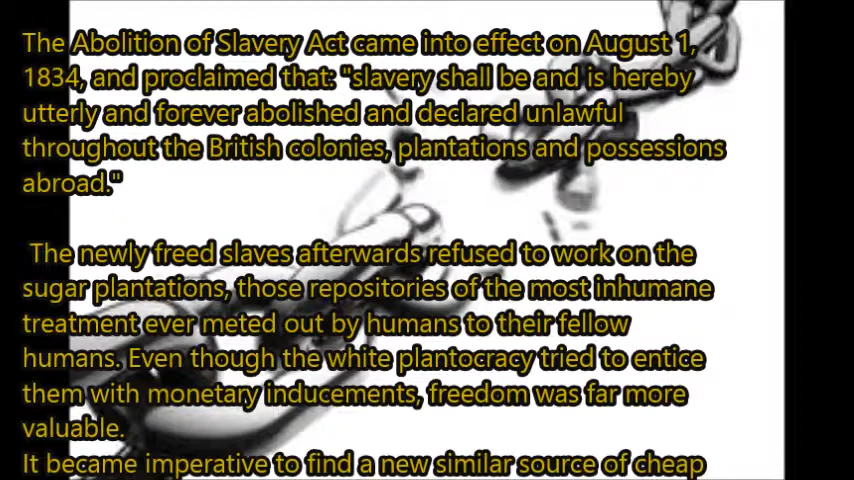 The Abolition of Slavery Act came into effect on August 1,
1834, and proclaimed that: "slavery shall be and is hereby
utterly and forever abolished and declared unlawful
throughout the British colonies, plantations and possessions
abroad."
The newly freed slaves afterwards refused to work on the
sugar plantations, those repositories of the most inhumane
treatment ever meted out by humans to their fellow
humans. Even though the white plantocracy tried to entice
them with monetary inducements, freedom was far more
valuable.
It became imperative to find a new similar source of cheap